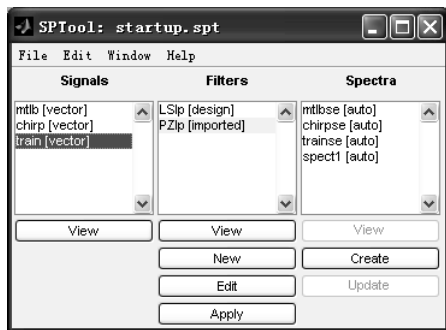 SPTool: startup.spt
File Edit Window Help
Signals
mtlb [vector]
chirp [vector]
train [vector]
View
Filters
LSlp [design]
PZlp [imported]
View
New
Edit
Apply
Spectra
mtlbse [auto]
chirpse [auto]
trainse [auto]
spect1 [auto]
View
Create
Update